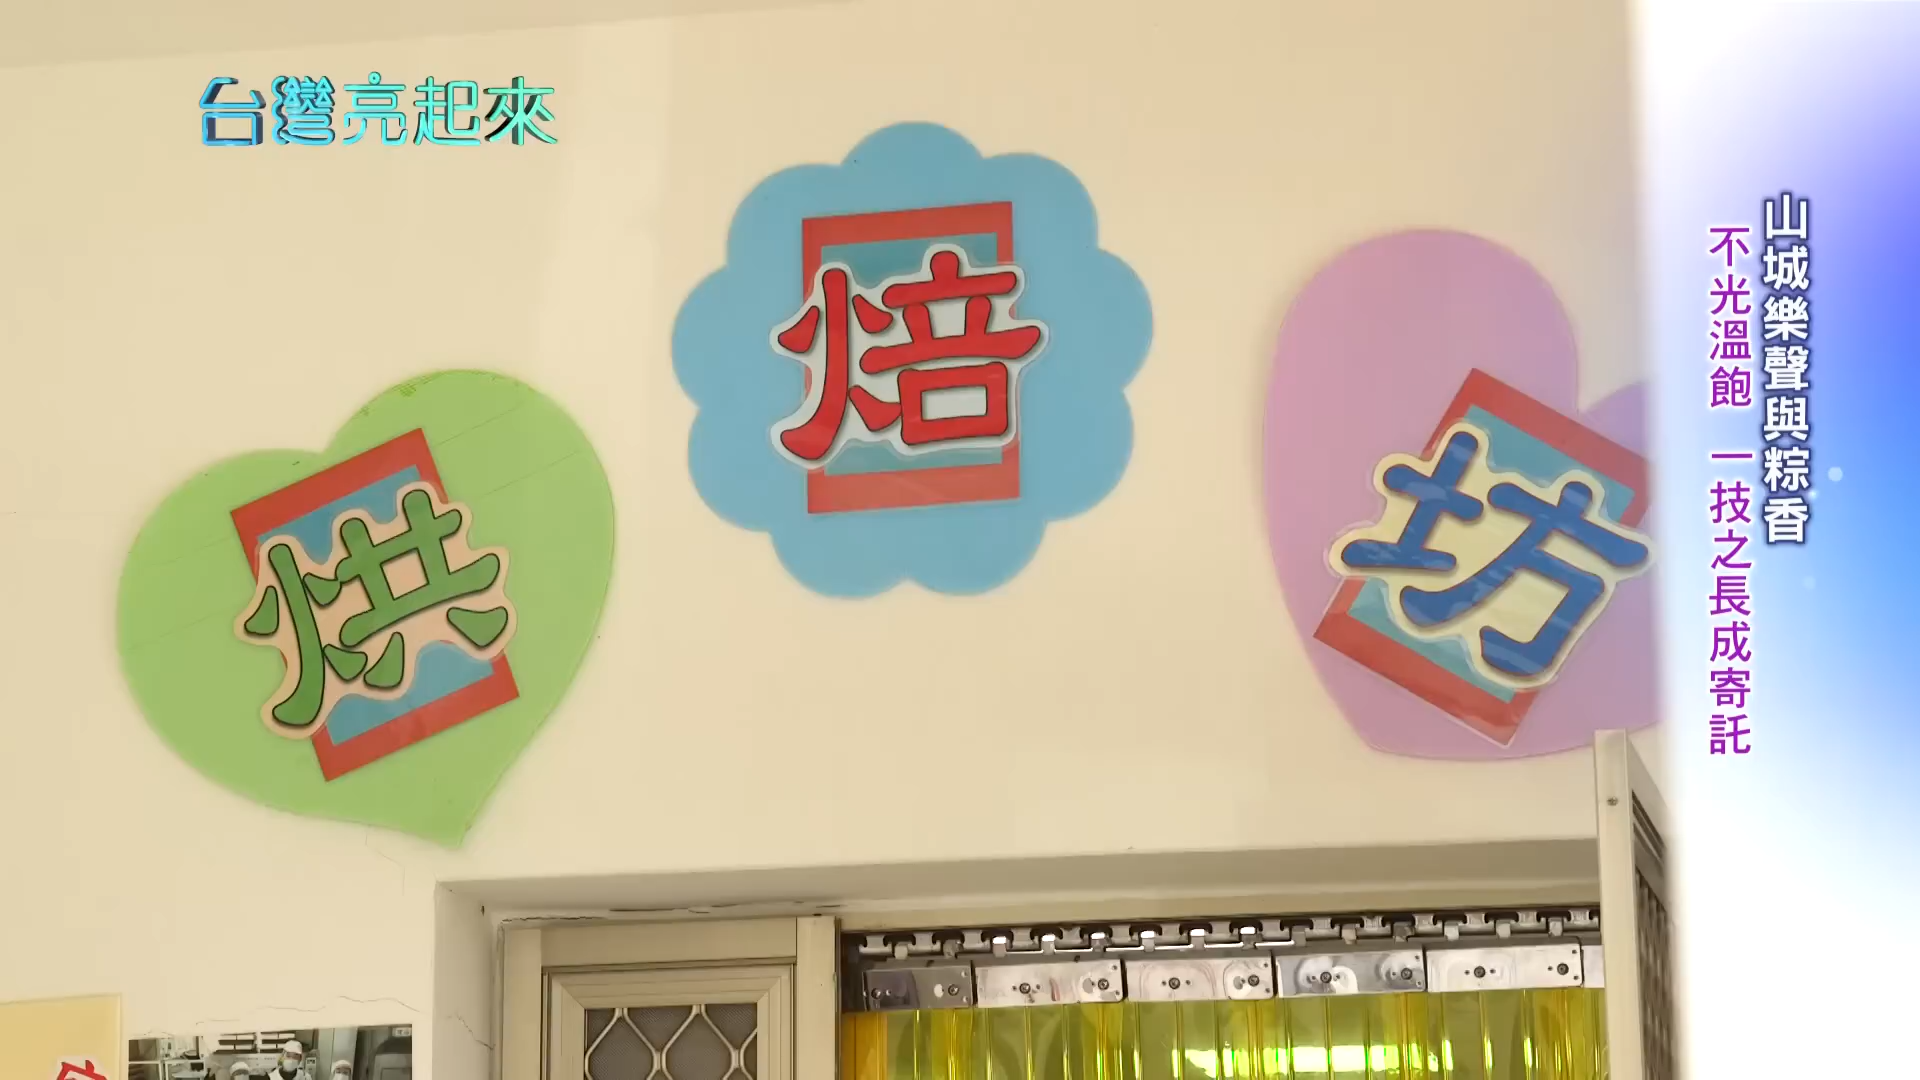 台灣亮起來
烘焙坊
山城樂聲與粽香
不光溫飽 一技之長成寄託